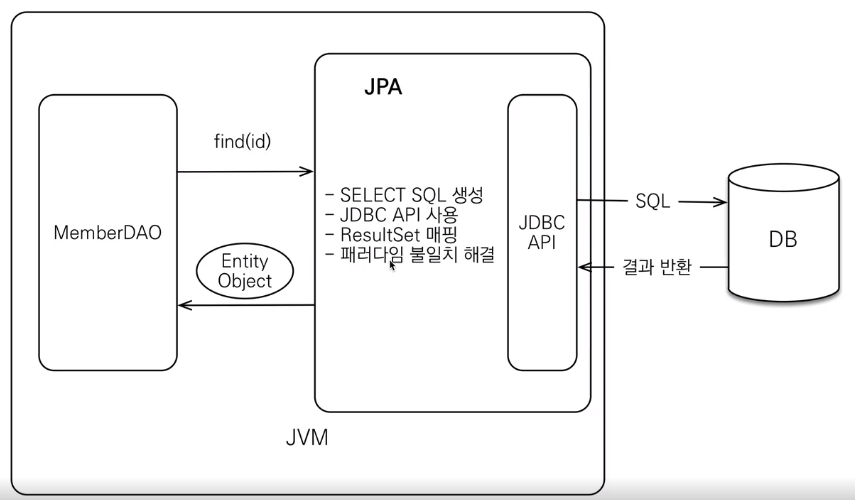 JPA
find(id)
- SELECT SQL 생성
- JDBC API 사용
- ResultSet 매핑
- 패러다임 불일치 해결
MemberDAO
Entity
Object
JDBC
API
SQL
결과 반환
DB
JVM